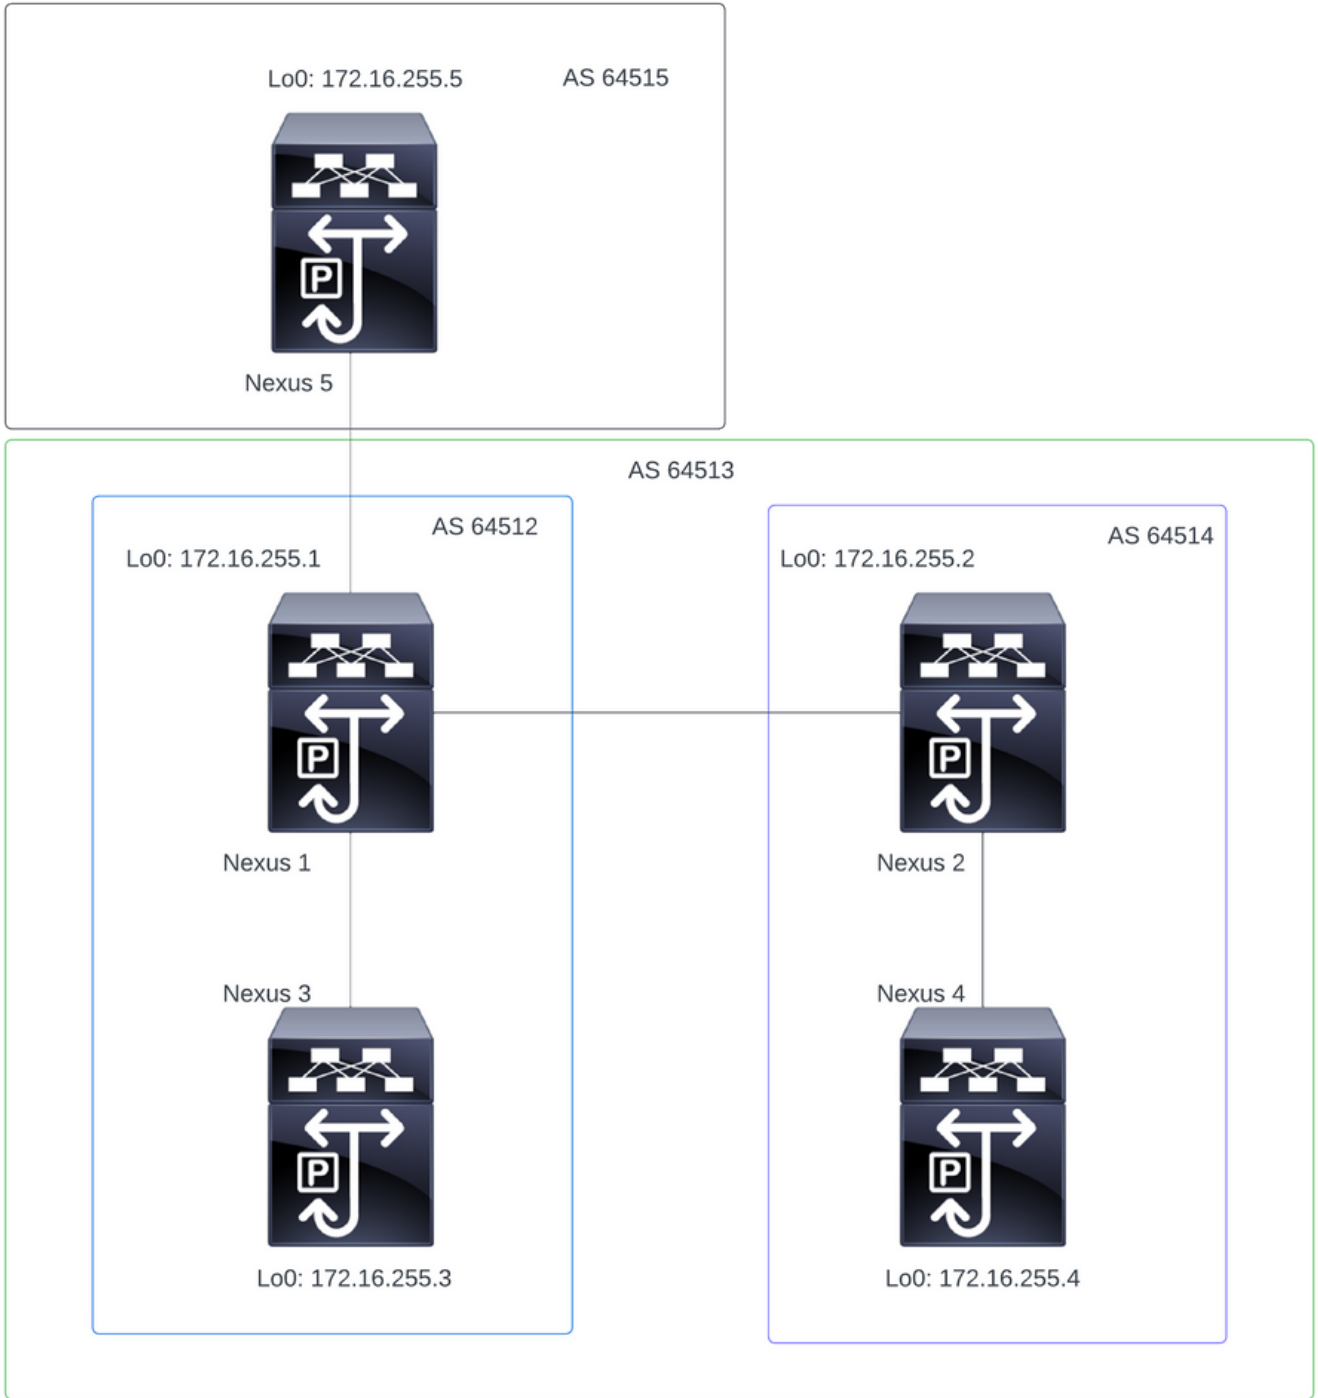 Lo0: 172.16.255.5
AS 64515
P
Nexus 5
AS 64513
AS 64512
AS 64514
Lo0: 172.16.255.1
Lo0: 172.16.255.2
P
P
Nexus 1
Nexus 2
Nexus 3
Nexus 4
P
P
Lo0: 172.16.255.3
Lo0: 172.16.255.4